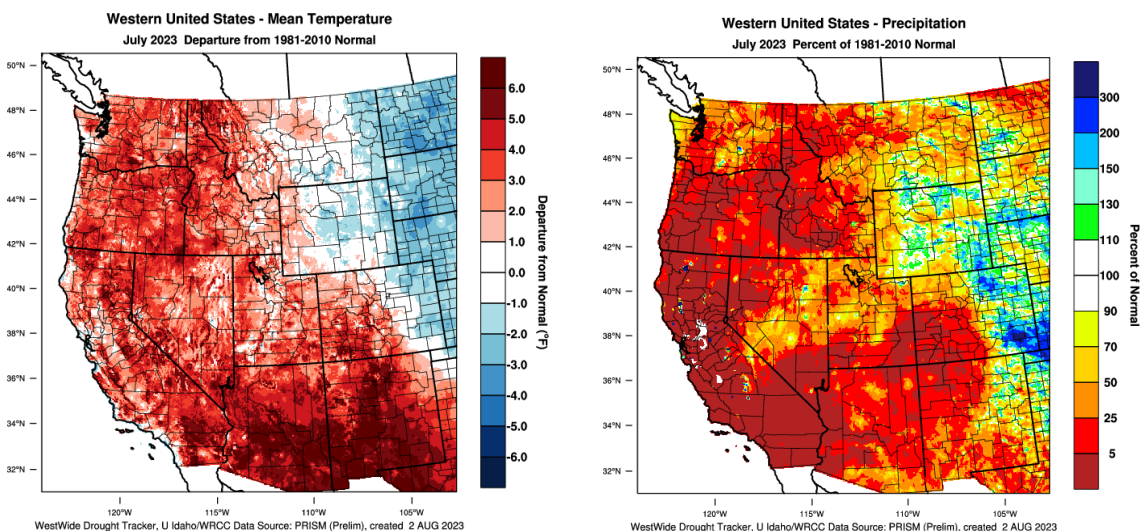 Western United States - Mean Temperature
July 2023 Departure from 1981-2010 Normal
50°N
48°N
46°N
44°N
42°N
40°N
38°N
36°N
34°N
32°N
120°W
115°W
110°W
105°W
6.0
5.0
4.0
3.0
2.0
1.0
0.0
-1.0
-2.0
-3.0
-4.0
-5.0
-6.0
Departure from Normal (°F)
WestWide Drought Tracker, U Idaho/WRCC Data Source: PRISM (Prelim), created 2 AUG 2023
Western United States - Precipitation
July 2023 Percent of 1981-2010 Normal
50°N
48°N
46°N
44°N
42°N
40°N
38°N
36°N
34°N
32°N
120°W
115°W
110°W
105°W
300
200
150
130
110
100
90
70
50
25
5
Percent of Normal
WestWide Drought Tracker, U Idaho/WRCC Data Source: PRISM (Prelim), created 2 AUG 2023